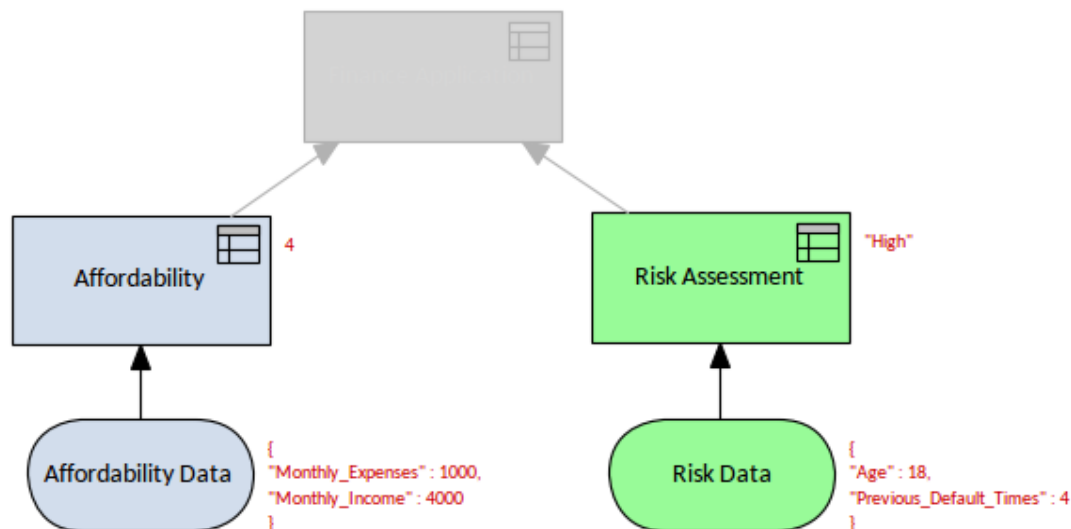 4
"High"
Affordability
Risk Assessment
Affordability Data
{
"Monthly_Expenses" : 1000,
"Monthly_Income" : 4000
}
Risk Data
{
"Age" : 18,
"Previous_Default_Times" : 4
}